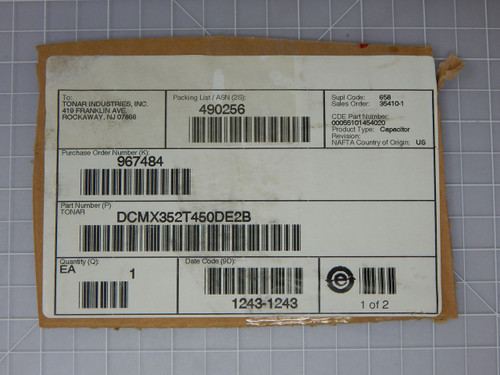 To:
TONAR INDUSTRIES, INC.
419 FRANKLIN AVE.
ROCKAWAY, NJ 07866
Packing List / ASN (2S):
490256
Supl Code: 658
Sales Order: 35410-1
CDE Part Number:
00056101454020
Product Type: Capacitor
Revision:
NAFTA Country of Origin: US
Purchase Order Number (K):
967484
Part Number (P)
TONAR
DCMX352T450DE2B
Quantity (Q):
EA 1
Date Code (9D):
1243-1243
e
1 of 2